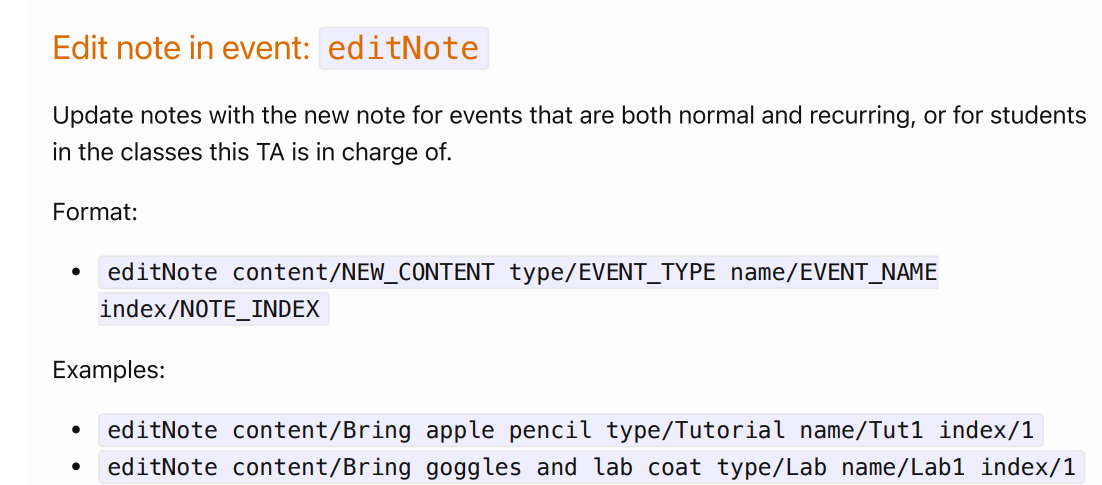 Edit note in event: editNote
Update notes with the new note for events that are both normal and recurring, or for students
in the classes this TA is in charge of.
Format:
• editNote content/NEW_CONTENT type/EVENT_TYPE name/EVENT_NAME
index/NOTE_INDEX
Examples:
• editNote content/Bring apple pencil type/Tutorial name/Tut1 index/1
• editNote content/Bring goggles and lab coat type/Lab name/Lab1 index/1